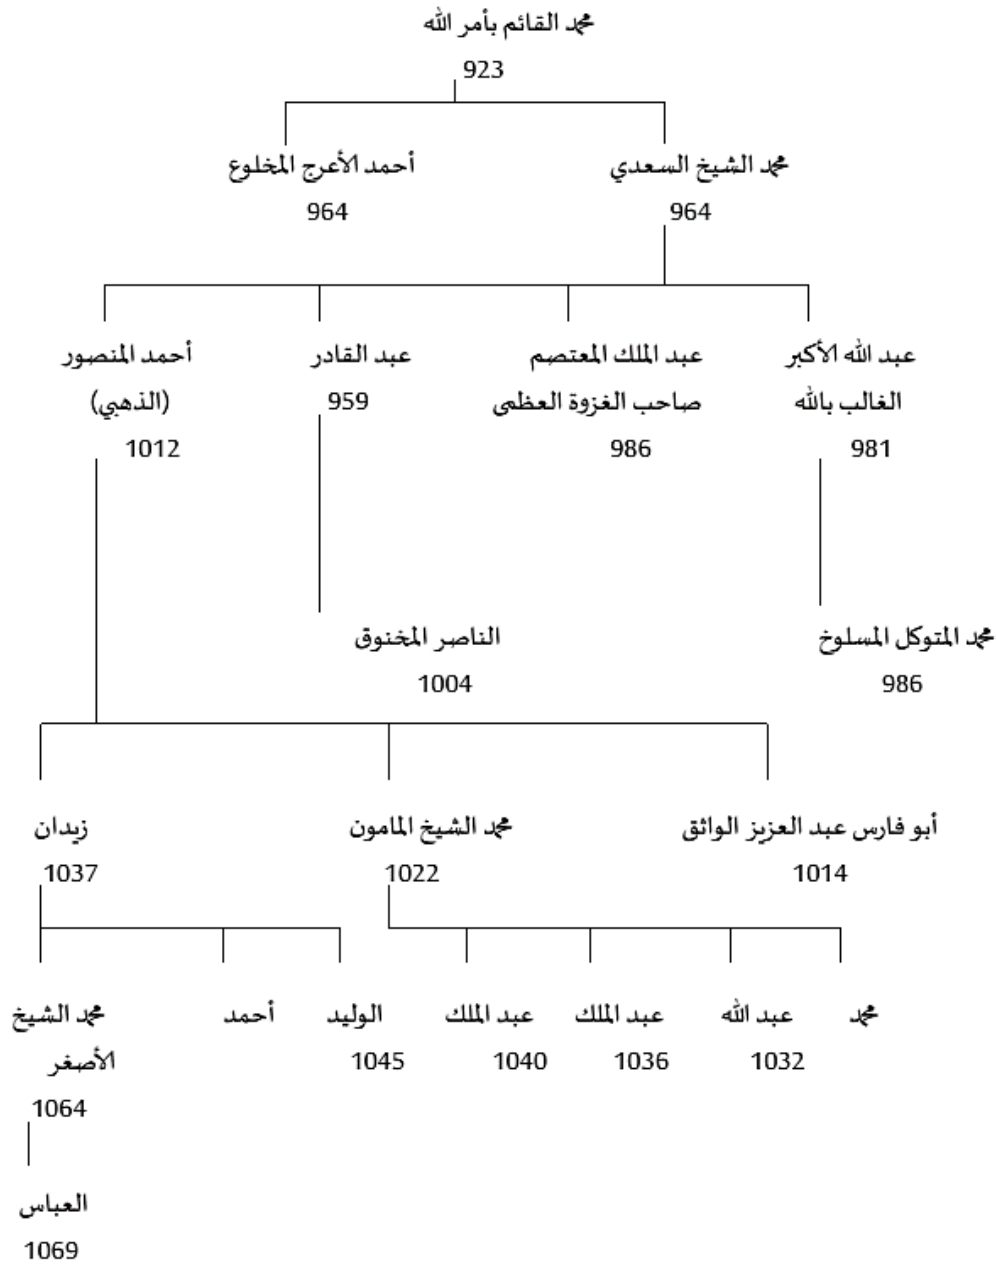 محمد القائم بأمر الله
923
محمد الشيخ السعدي
964
أحمد الأعرج المخلوع
964
عبد الله الأكبر
الغالب بالله
981
عبد الملك المعتصم
صاحب الغزوة العظمى
986
عبد القادر
959
أحمد المنصور
(الذهبي)
1012
محمد المتوكل المسلوخ
986
الناصر المخنوق
1004
أبو فارس عبد العزيز الواثق
1014
محمد الشيخ المامون
1022
زيدان
1037
محمد
عبد الله
1032
عبد الملك
1036
عبد الملك
1040
الوليد
1045
أحمد
محمد الشيخ
الأصغر
1064
العباس
1069